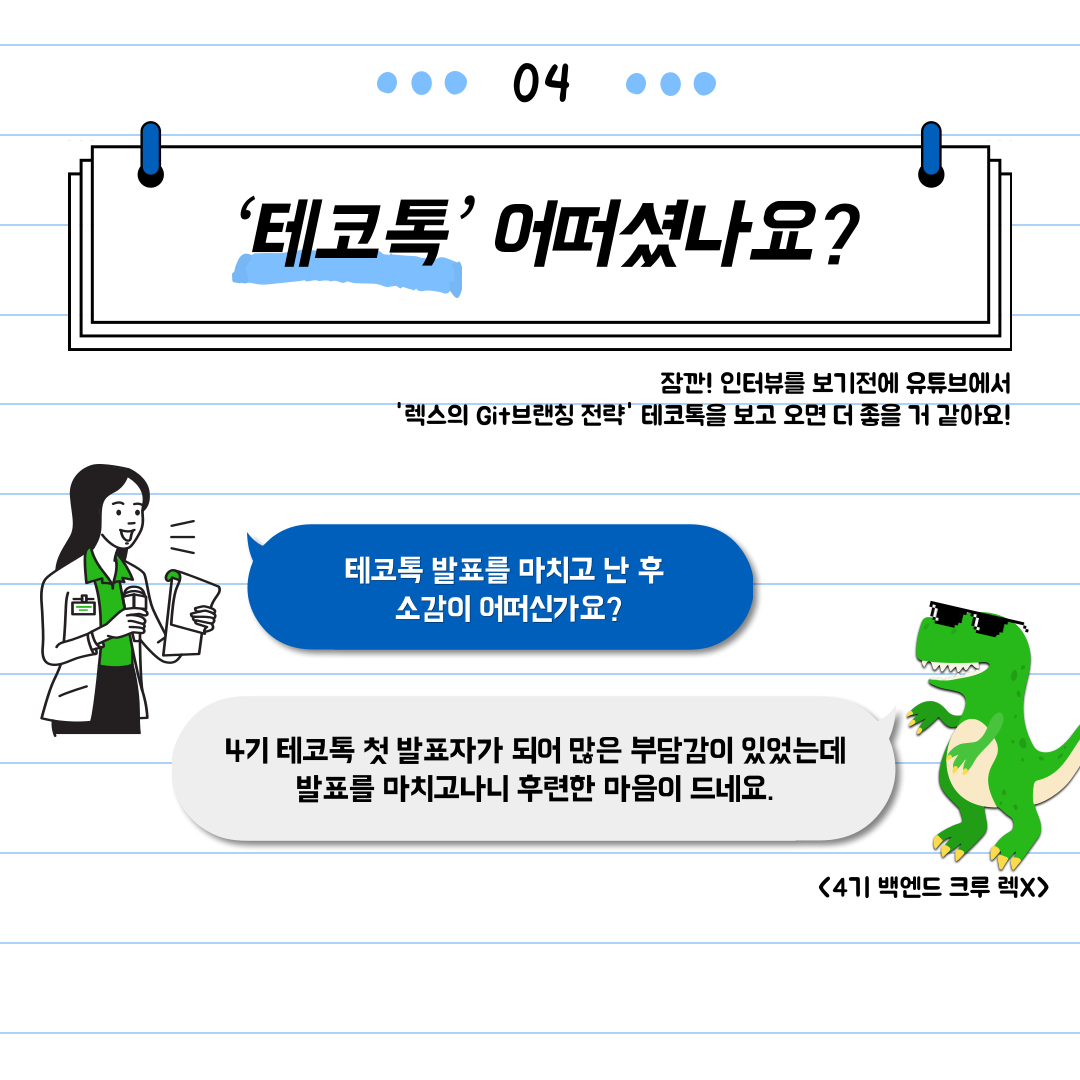 04
‘테코톡’ 어떠셨나요?
잠깐! 인터뷰를 보기전에 유튜브에서
'렉스의 Git브랜칭 전략' 테코톡을 보고 오면 더 좋을 거 같아요!
테코톡 발표를 마치고 난 후
소감이 어떠신가요?
4기 테코톡 첫 발표자가 되어 많은 부담감이 있었는데
발표를 마치고나니 후련한 마음이 드네요.
<4기 백엔드 크루 렉X>